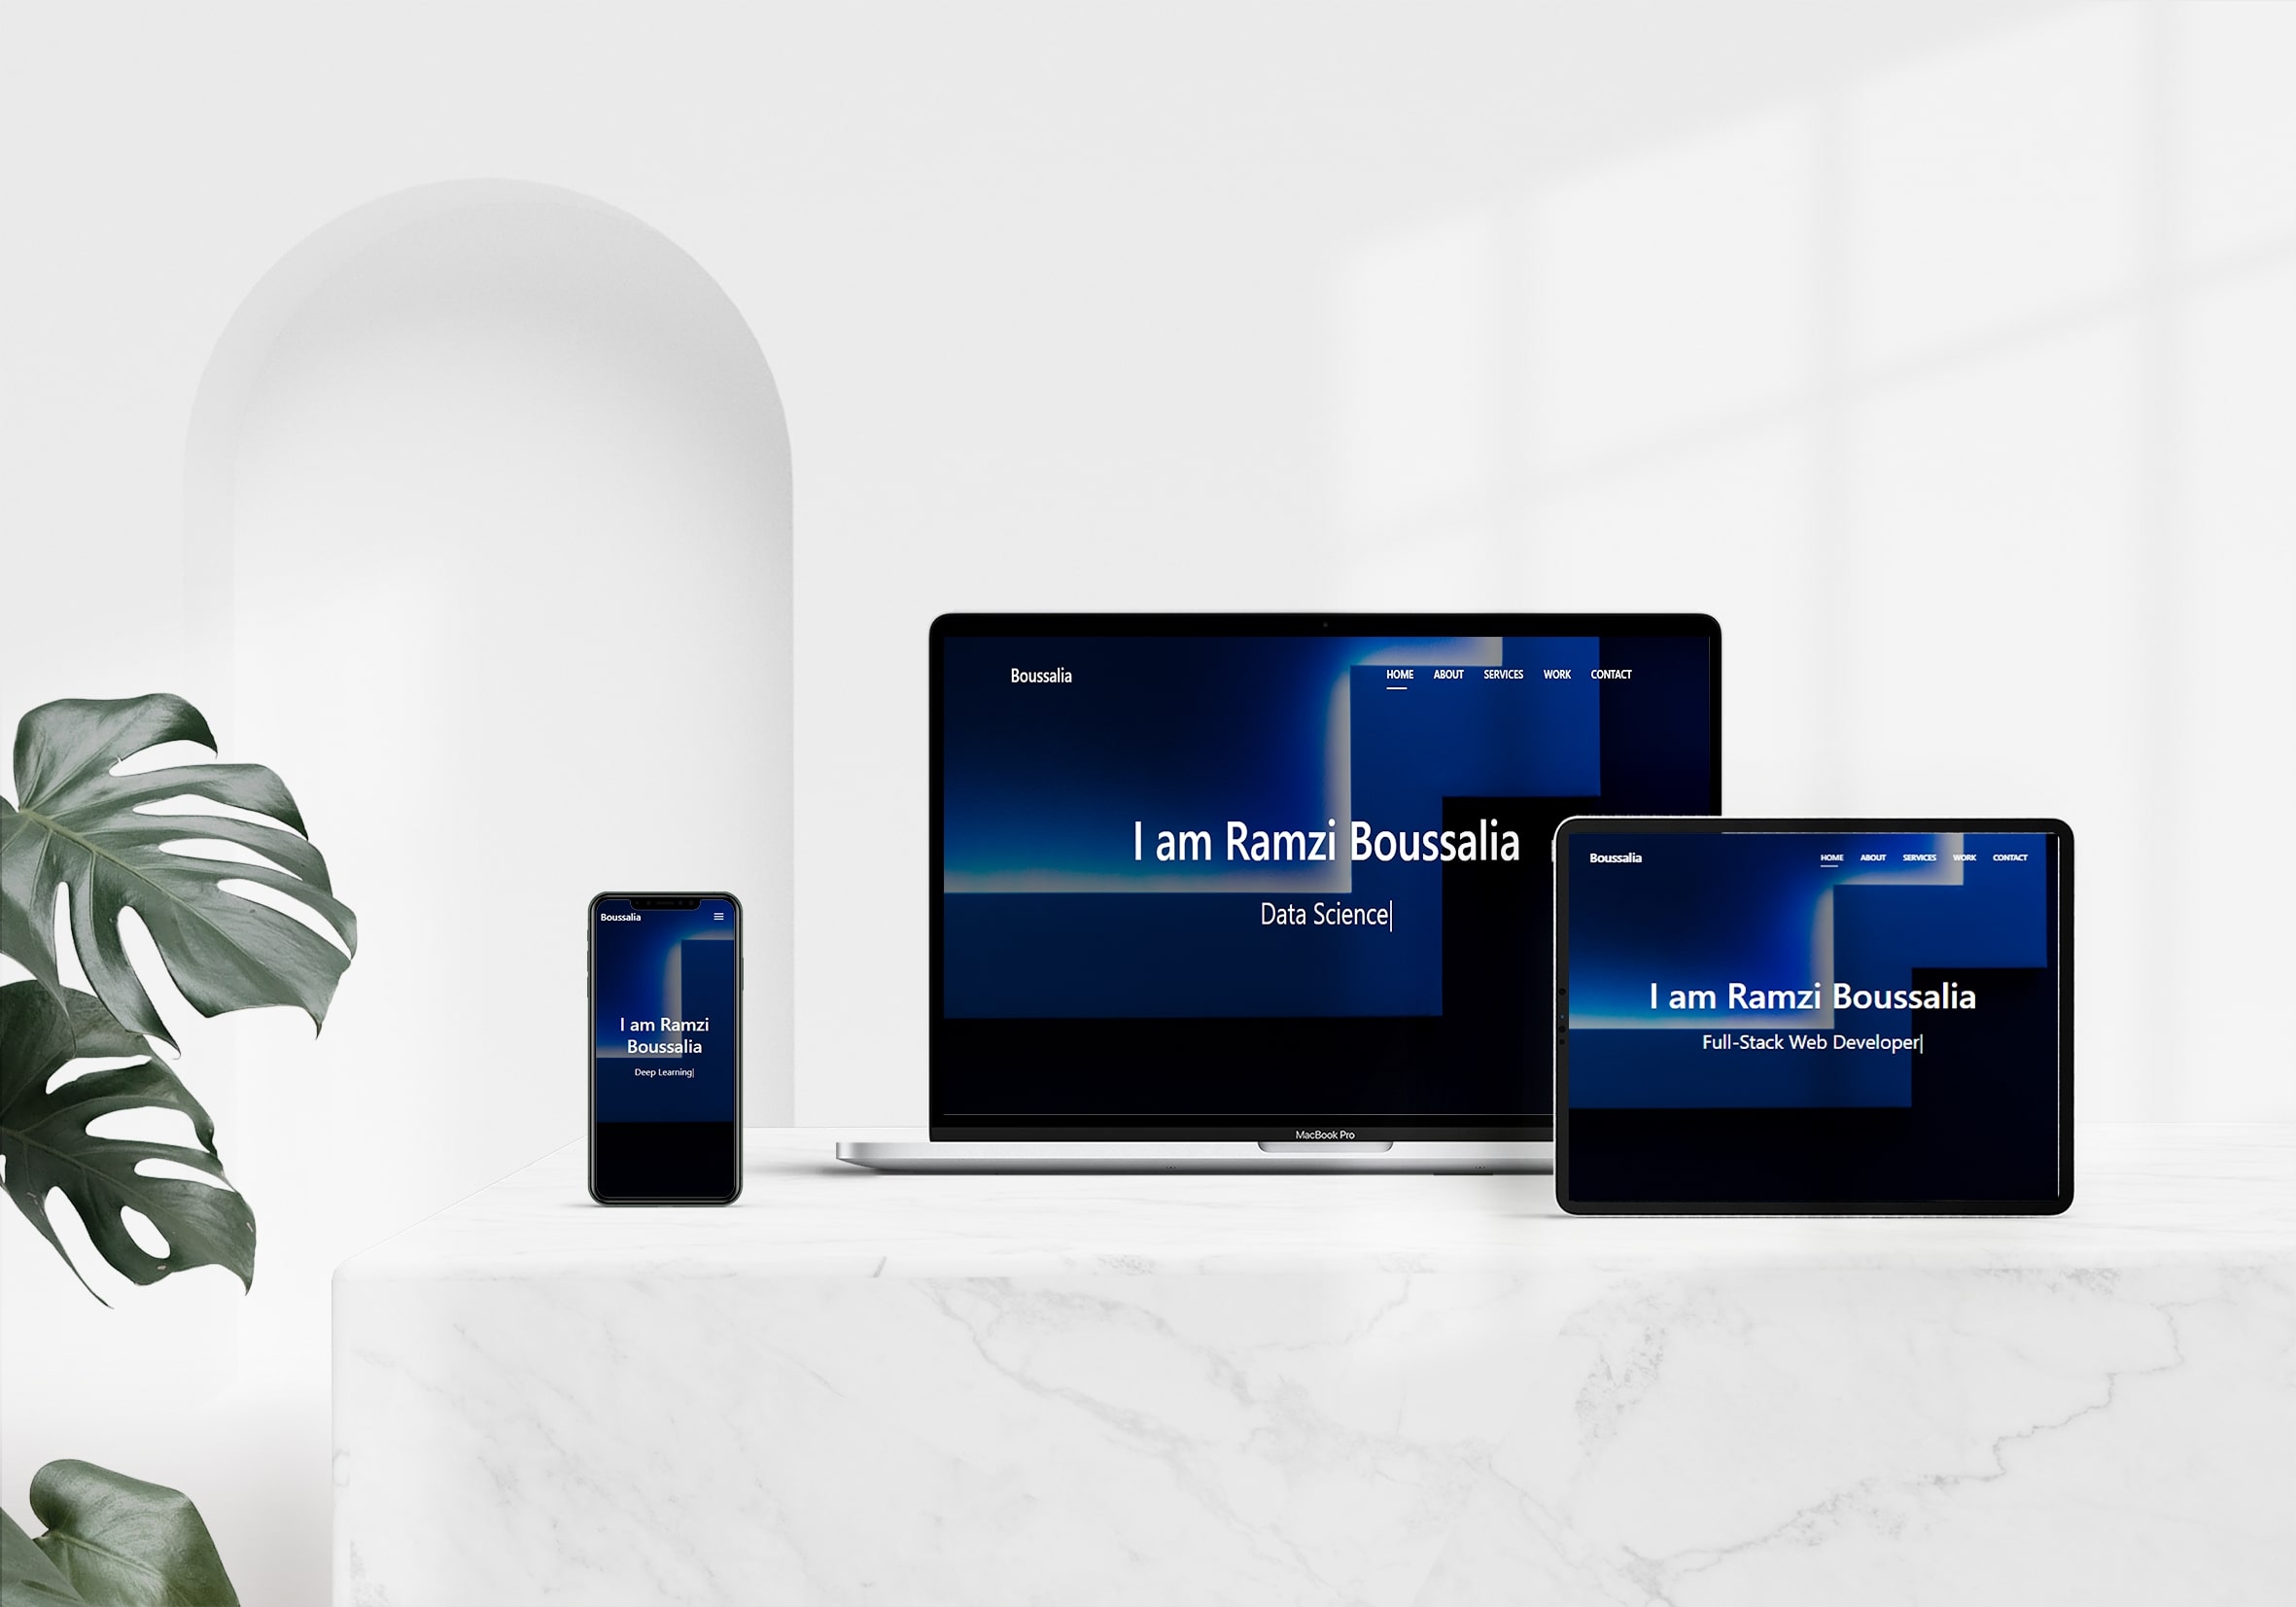 Boussalia
HOME ABOUT SERVICES WORK CONTACT
I am Ramzi Boussalia
Data Science|
MacBook Pro
Boussalia
HOME ABOUT SERVICES WORK CONTACT
I am Ramzi Boussalia
Full-Stack Web Developer|
Boussalia
I am Ramzi
Boussalia
Deep Learning|